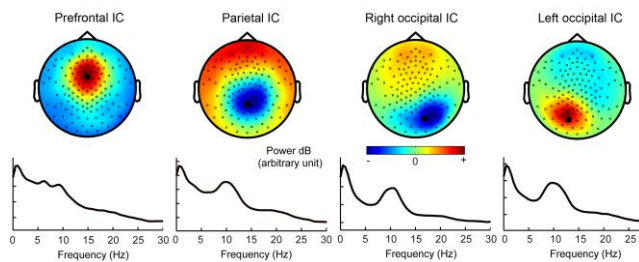 Prefrontal IC
Parietal IC
Right occipital IC
Left occipital IC
Power dB
(arbitrary unit)
- 0 +
0 5 10 15 20 25 30
0 5 10 15 20 25 30
0 5 10 15 20 25 30
0 5 10 15 20 25 30
Frequency (Hz)
Frequency (Hz)
Frequency (Hz)
Frequency (Hz)